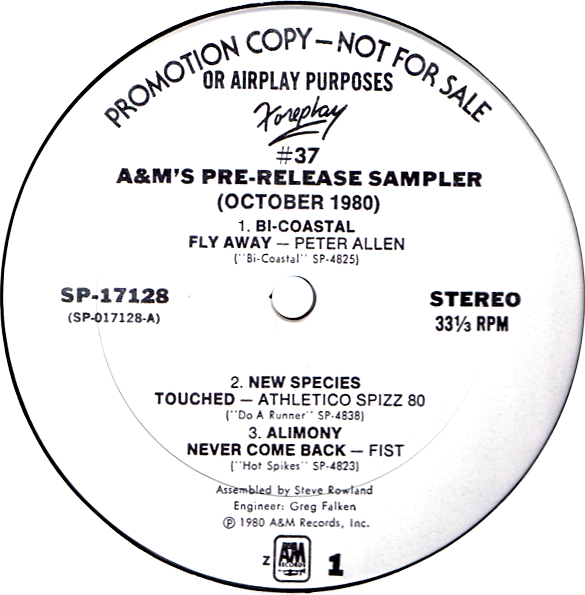 PROMOTION COPY — NOT FOR SALE
OR AIRPLAY PURPOSES
Foreplay
#37
A&M'S PRE-RELEASE SAMPLER
(OCTOBER 1980)
1. BI-COASTAL
FLY AWAY — PETER ALLEN
(''Bi-Coastal'' SP-4825)
SP-17128
(SP-017128-A)
STEREO
33⅓ RPM
2. NEW SPECIES
TOUCHED — ATHLETICO SPIZZ 80
(''Do A Runner'' SP-4838)
3. ALIMONY
NEVER COME BACK — FIST
(''Hot Spikes'' SP-4823)
Assembled by Steve Rowland
Engineer: Greg Falken
Ⓟ 1980 A&M Records, Inc.
Z
A&M
RECORDS
1